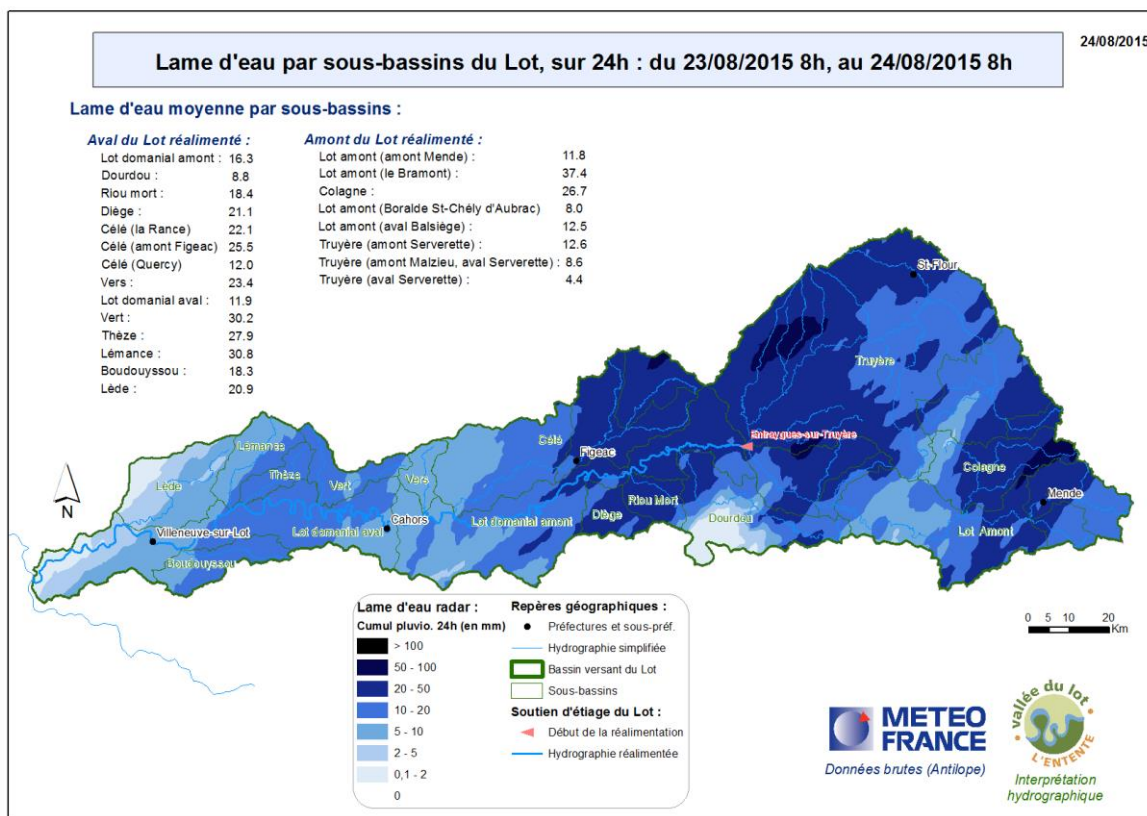 24/08/2015
Lame d'eau par sous-bassins du Lot, sur 24h : du 23/08/2015 8h, au 24/08/2015 8h
Lame d'eau moyenne par sous-bassins :
Aval du Lot réalimenté :
Lot domanial amont : 16.3
Dourdou : 8.8
Riou mort : 18.4
Diège : 21.1
Célé (la Rance) 22.1
Célé (amont Figeac) 25.5
Célé (Quercy) 12.0
Vers : 23.4
Lot domanial aval : 11.9
Vert : 30.2
Thèze : 27.9
Lémance : 30.8
Boudouyssou : 18.3
Lède : 20.9
Amont du Lot réalimenté :
Lot amont (amont Mende) : 11.8
Lot amont (le Bramont) : 37.4
Colagne : 26.7
Lot amont (Boralde St-Chély d'Aubrac) 8.0
Lot amont (aval Balsiège) : 12.5
Truyère (amont Serverette) : 12.6
Truyère (amont Malzieu, aval Serverette) : 8.6
Truyère (aval Serverette) : 4.4
St-Flour
Truyère
Entraygues-sur-Truyère
Célé
Figeac
Lémance
Thèze
Vert
Vers
Lède
Colagne
Mende
Riou Mort
Diège
Dourdou
Cahors
Lot domanial amont
Lot domanial aval
Lot Amont
Villeneuve-sur-Lot
Boudouyssou
N
Lame d'eau radar :
Cumul pluvio. 24h (en mm)
> 100
50 - 100
20 - 50
10 - 20
5 - 10
2 - 5
0,1 - 2
0
Repères géographiques :
Préfectures et sous-préf.
Hydrographie simplifiée
Bassin versant du Lot
Sous-bassins
Soutien d'étiage du Lot :
Début de la réalimentation
Hydrographie réalimentée
0 5 10 20
Km
METEO
FRANCE
Données brutes (Antilope)
vallée du lot
L'ENTENTE
Interprétation
hydrographique